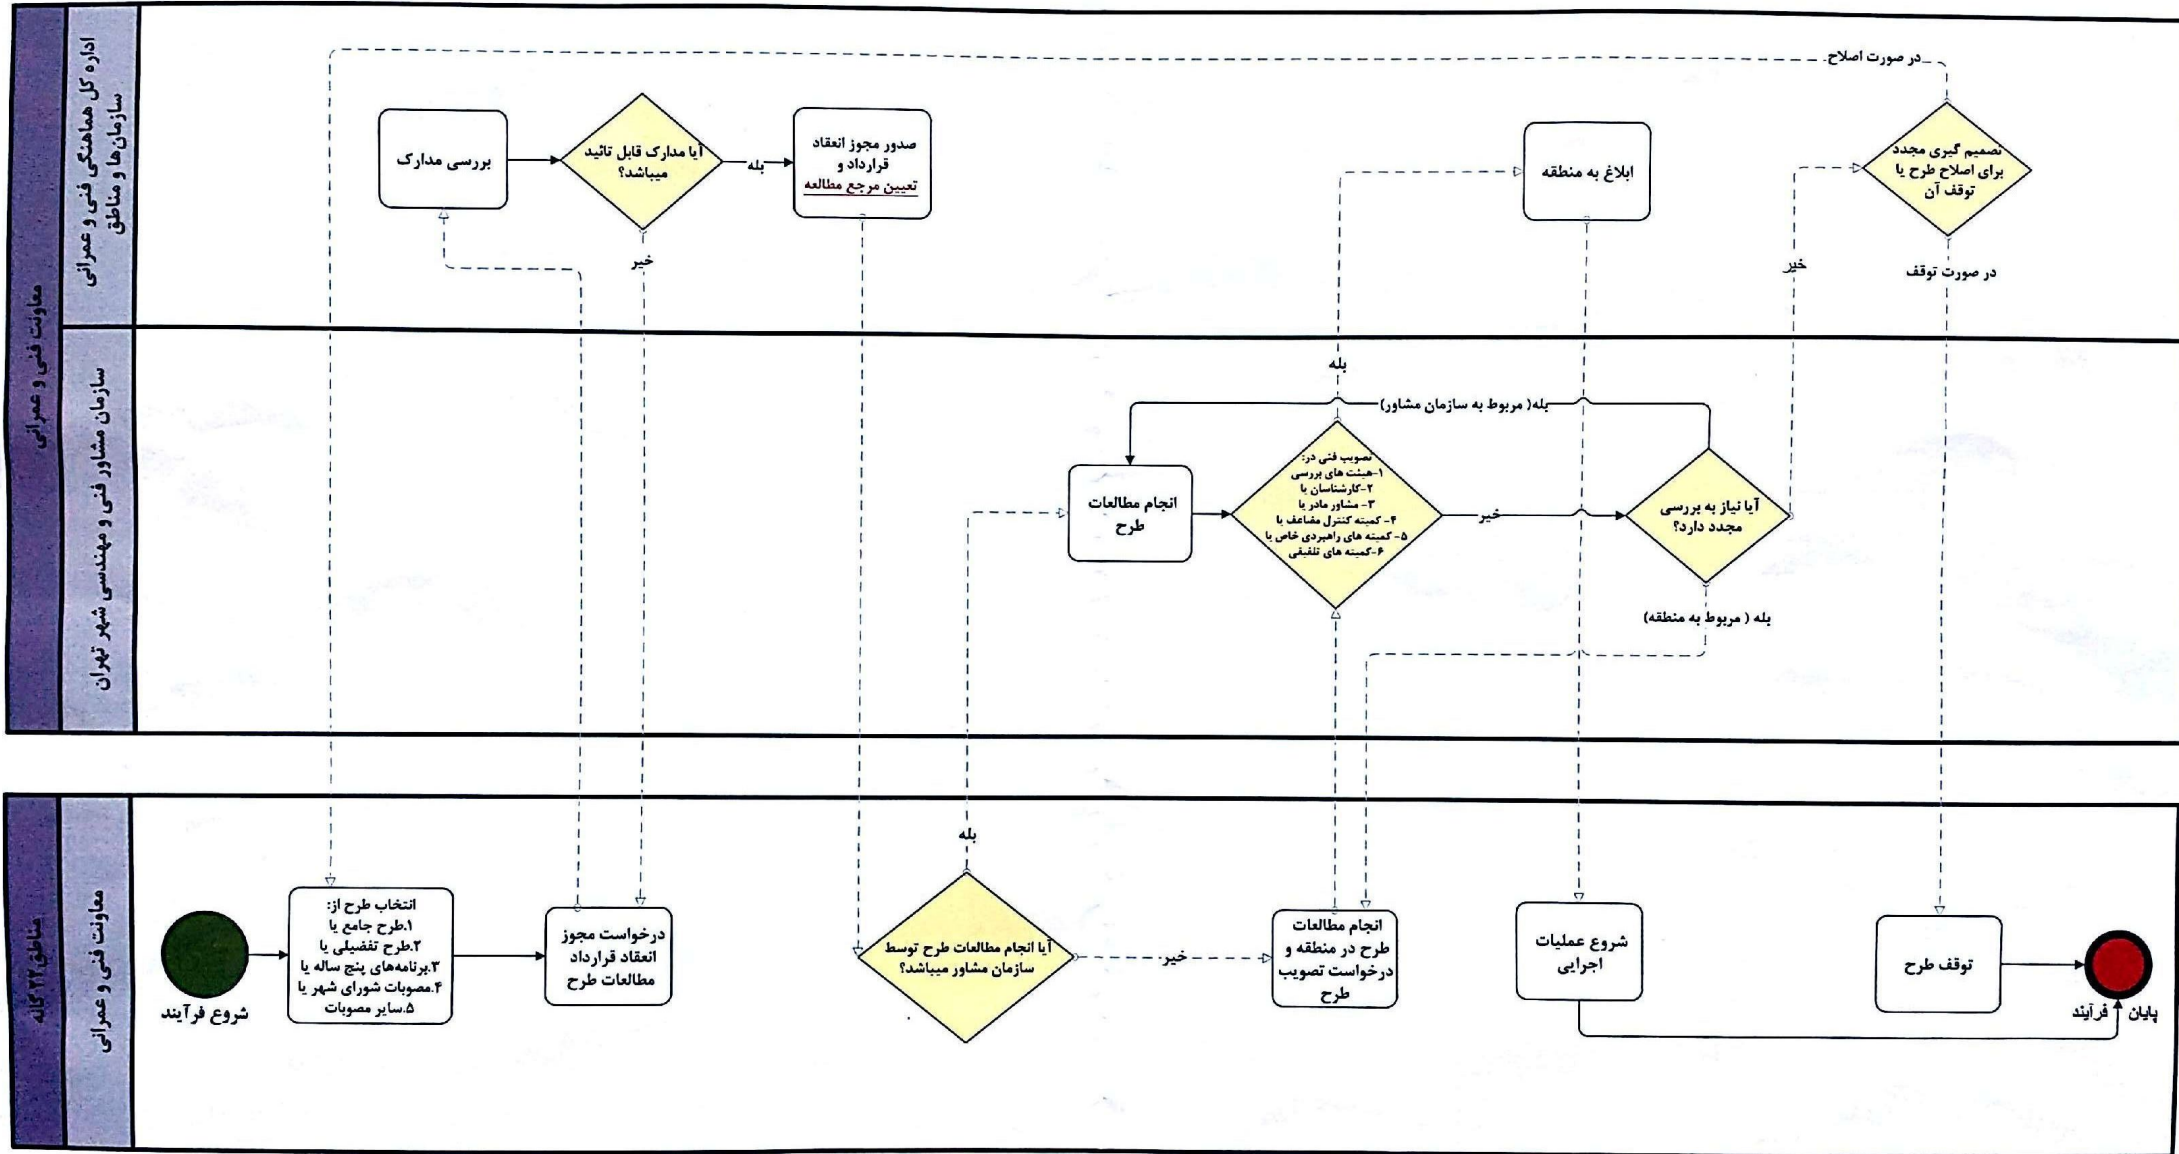 معاونت فنی و عمرانی
اداره کل هماهنگی فنی و عمرانی
سازمان‌ها و مناطق
در صورت اصلاح
بررسی مدارک
آیا مدارک قابل تائید
میباشد؟
بله
خیر
صدور مجوز انعقاد
قرارداد و
تعیین مرجع مطالعه
ابلاغ به منطقه
تصمیم گیری مجدد
برای اصلاح طرح یا
توقف آن
خیر
در صورت توقف
سازمان مشاور فنی و مهندسی شهر تهران
بله
بله( مربوط به سازمان مشاور)
انجام مطالعات
طرح
تصویب فنی در:
۱-هیئت های بررسی
۲-کارشناسان یا
۳- مشاور مادر یا
۴- کمیته کنترل مضاعف یا
۵- کمیته های راهبردی خاص یا
۶-کمیته های تلفیقی
خیر
آیا نیاز به بررسی
مجدد دارد؟
بله ( مربوط به منطقه)
مناطق ۲۲ گانه
معاونت فنی و عمرانی
شروع فرآیند
انتخاب طرح از:
۱.طرح جامع یا
۲.طرح تفضیلی یا
۳.برنامه‌های پنج ساله یا
۴.مصوبات شورای شهر یا
۵.سایر مصوبات
درخواست مجوز
انعقاد قرارداد
مطالعات طرح
بله
آیا انجام مطالعات طرح توسط
سازمان مشاور میباشد؟
خیر
انجام مطالعات
طرح در منطقه و
درخواست تصویب
طرح
شروع عملیات
اجرایی
توقف طرح
پایان فرآیند